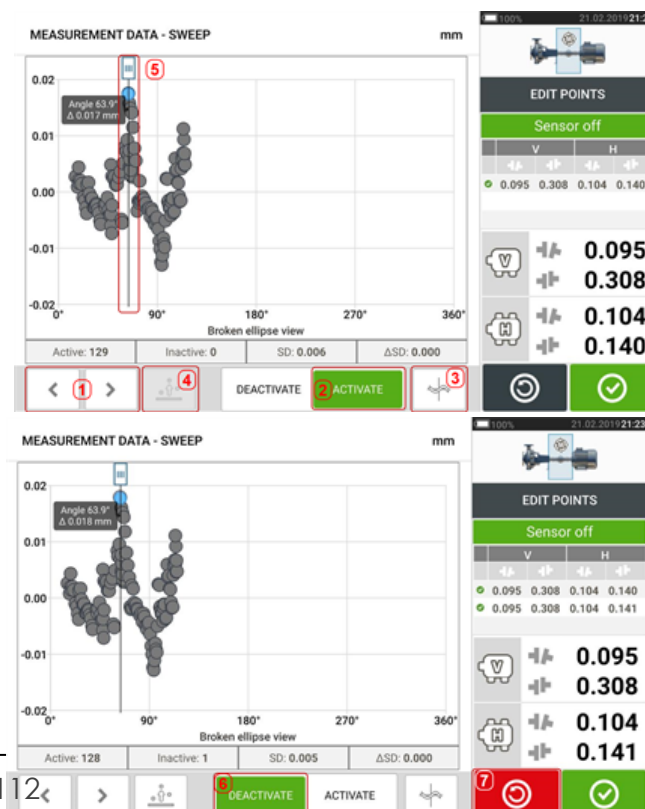 100%
21.02.2019
MEASUREMENT DATA - SWEEP mm
5
0.02
Angle 63.9°
Δ 0.017 mm
0.01
0.00
-0.01
-0.02
0° 90° 180° 270° 360°
Broken ellipse view
Active: 129 Inactive: 0 SD: 0.006 ΔSD: 0.000
1 4 DEACTIVATE 2 ACTIVATE 3
EDIT POINTS
Sensor off
V H
0.095 0.308 0.104 0.140
V 0.095
0.308
H 0.104
0.140
100%
21.02.2019 21:23
MEASUREMENT DATA - SWEEP mm
0.02
Angle 63.9°
Δ 0.018 mm
0.01
0.00
-0.01
-0.02
0° 90° 180° 270° 360°
Broken ellipse view
Active: 128 Inactive: 1 SD: 0.005 ΔSD: 0.000
6 DEACTIVATE ACTIVATE
112
EDIT POINTS
Sensor off
V H
0.095 0.308 0.104 0.140
0.095 0.308 0.104 0.141
V 0.095
0.308
H 0.104
0.141
7